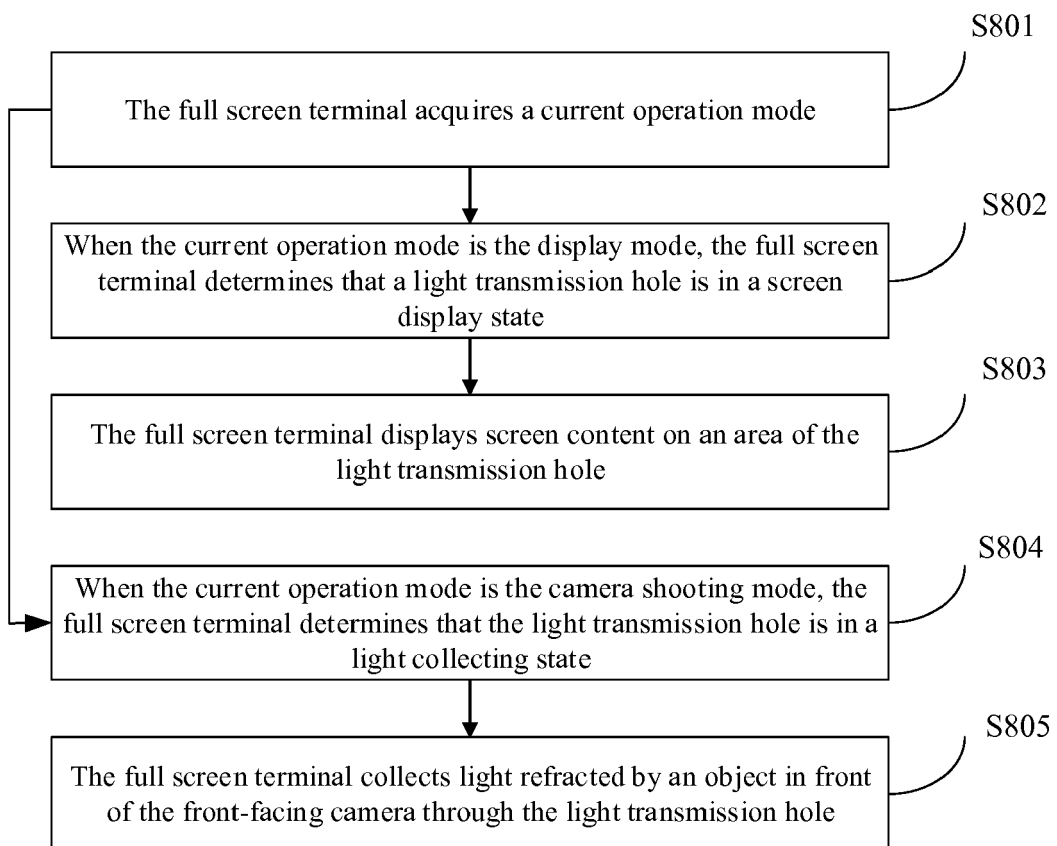 S801
The full screen terminal acquires a current operation mode
S802
When the current operation mode is the display mode, the full screen
terminal determines that a light transmission hole is in a screen
display state
S803
The full screen terminal displays screen content on an area of the
light transmission hole
S804
When the current operation mode is the camera shooting mode, the
full screen terminal determines that the light transmission hole is in a
light collecting state
S805
The full screen terminal collects light refracted by an object in front
of the front-facing camera through the light transmission hole